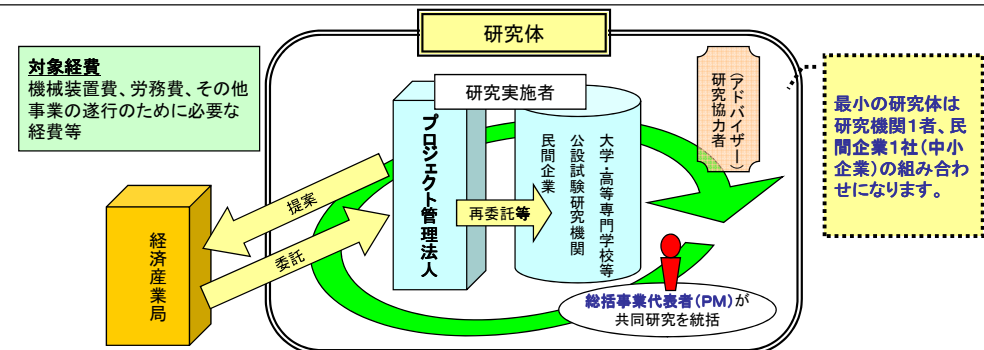 研究体
対象経費
機械装置費、労務費、その他
事業の遂行のために必要な
経費等
研究実施者
プロジェクト管理法人
民間企業
公設試験研究機関
大学・高等専門学校等
(アドバイザー)
研究協力者
最小の研究体は
研究機関1者、民
間企業1社(中小
企業)の組み合わ
せになります。
提案
委託
再委託等
経済産業局
総括事業代表者(PM)が
共同研究を統括